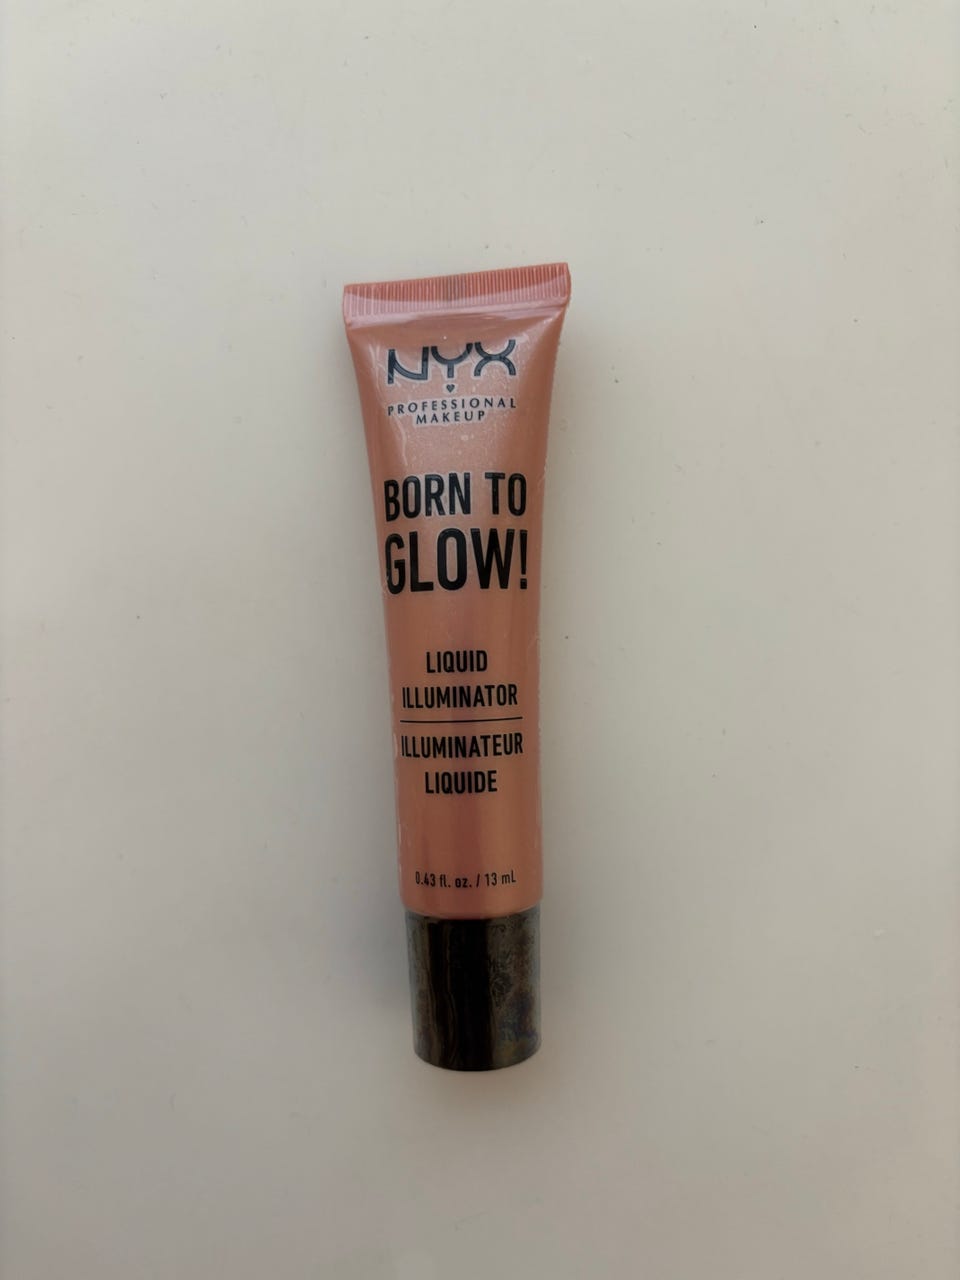 NYX
PROFESSIONAL
MAKEUP
BORN TO
GLOW!
LIQUID
ILLUMINATOR
ILLUMINATEUR
LIQUIDE
0.43 fl. oz. / 13 mL